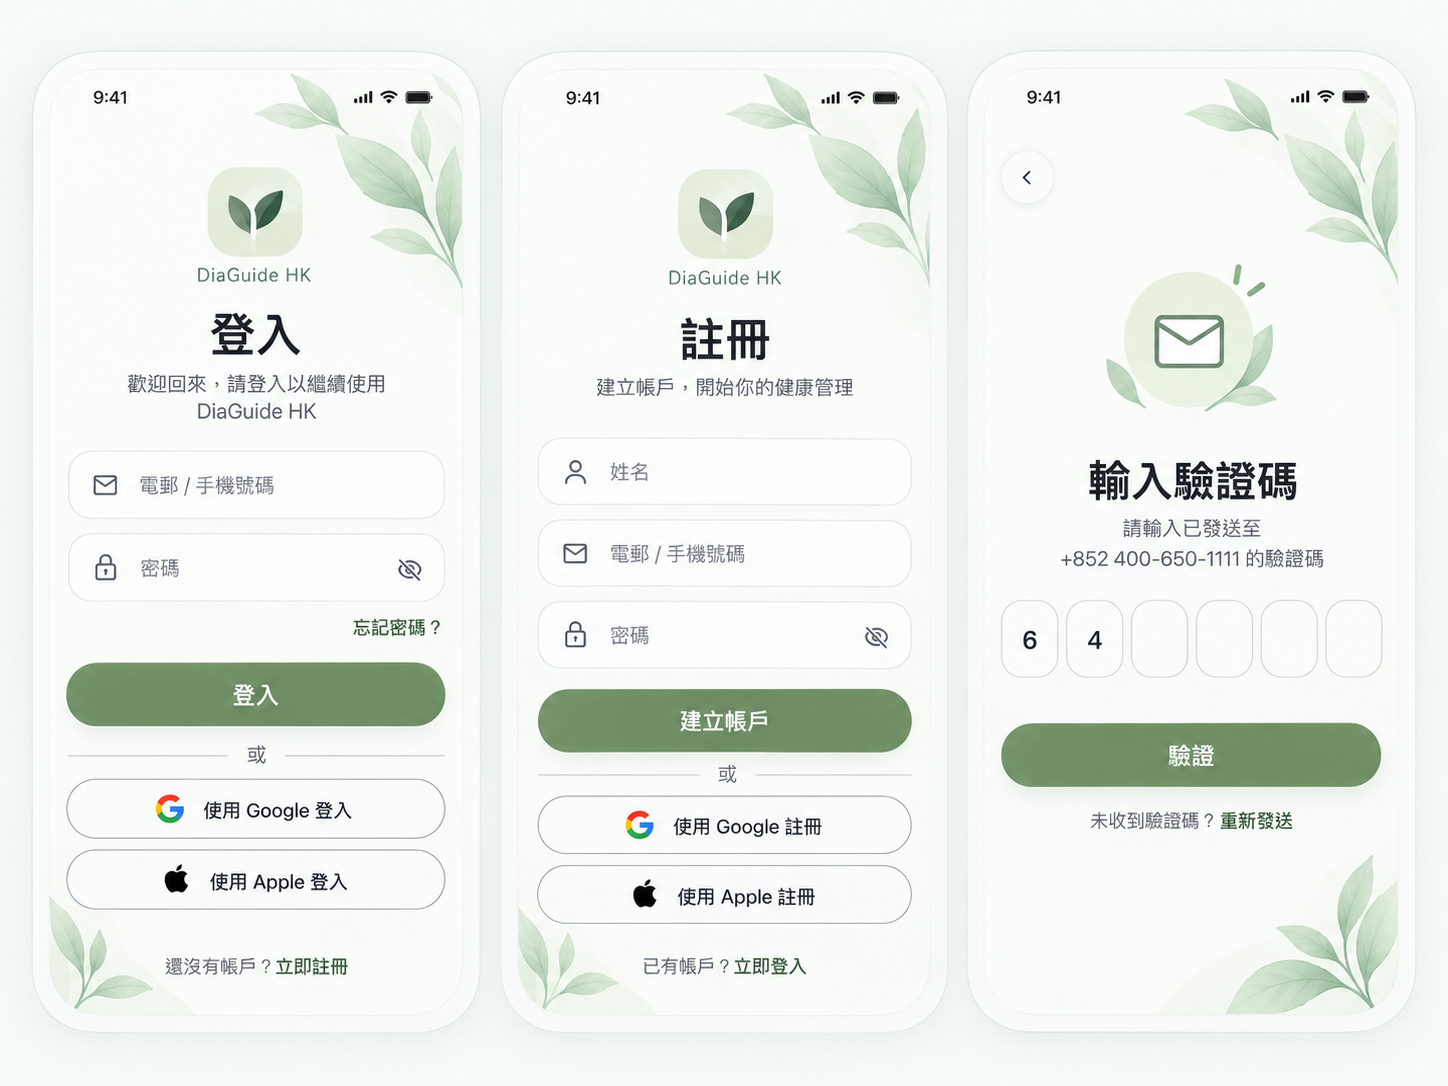 9:41
DiaGuide HK
登入
歡迎回來，請登入以繼續使用
DiaGuide HK
電郵 / 手機號碼
密碼
忘記密碼？
登入
或
使用 Google 登入
使用 Apple 登入
還沒有帳戶？立即註冊
9:41
DiaGuide HK
註冊
建立帳戶，開始你的健康管理
姓名
電郵 / 手機號碼
密碼
建立帳戶
或
使用 Google 註冊
使用 Apple 註冊
已有帳戶？立即登入
9:41
輸入驗證碼
請輸入已發送至
+852 400-650-1111 的驗證碼
6 4
驗證
未收到驗證碼？重新發送